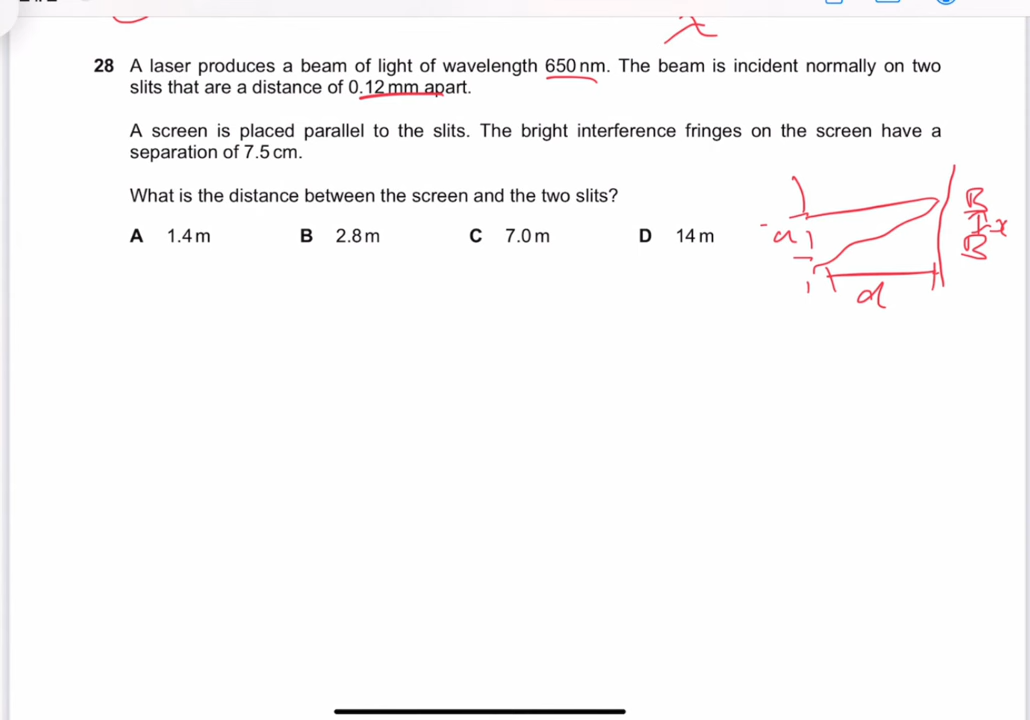 λ
28 A laser produces a beam of light of wavelength 650 nm. The beam is incident normally on two
slits that are a distance of 0.12 mm apart.
A screen is placed parallel to the slits. The bright interference fringes on the screen have a
separation of 7.5 cm.
What is the distance between the screen and the two slits?
A 1.4 m B 2.8 m C 7.0 m D 14 m
B
x
a
B
d